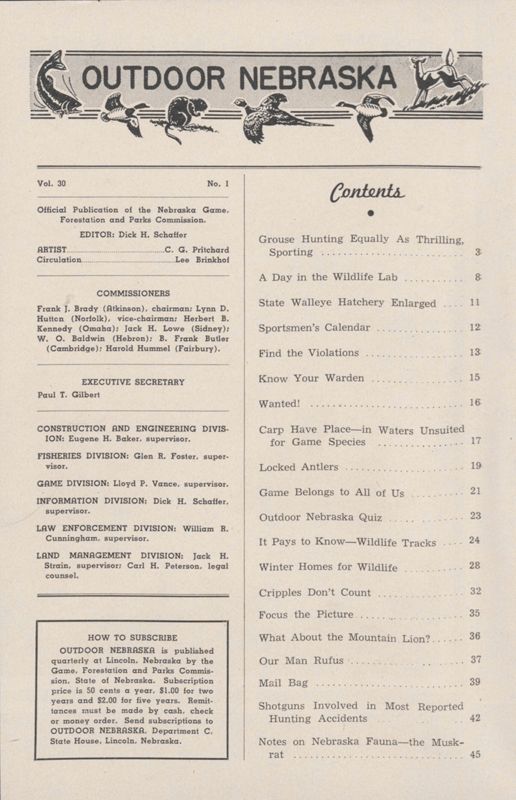 OUTDOOR NEBRASKA
Vol. 30 No. 1
Official Publication of the Nebraska Game,
Forestation and Parks Commission.
EDITOR: Dick H. Schaffer
ARTIST C. G. Pritchard
Circulation Lee Brinkhof
COMMISSIONERS
Frank J. Brady (Atkinson), chairman; Lynn D.
Hutton (Norfolk), vice-chairman; Herbert B.
Kennedy (Omaha); Jack H. Lowe (Sidney);
W. O. Baldwin (Hebron); B. Frank Butler
(Cambridge); Harold Hummel (Fairbury).
EXECUTIVE SECRETARY
Paul T. Gilbert
CONSTRUCTION AND ENGINEERING DIVIS-
ION: Eugene H. Baker, supervisor.
FISHERIES DIVISION: Glen R. Foster, super-
visor.
GAME DIVISION: Lloyd P. Vance, supervisor.
INFORMATION DIVISION: Dick H. Schaffer,
supervisor.
LAW ENFORCEMENT DIVISION: William R.
Cunningham, supervisor.
LAND MANAGEMENT DIVISION: Jack H.
Strain, supervisor; Carl H. Peterson, legal
counsel.
HOW TO SUBSCRIBE
OUTDOOR NEBRASKA is published
quarterly at Lincoln, Nebraska by the
Game, Forestation and Parks Commis-
sion, State of Nebraska. Subscription
price is 50 cents a year, $1.00 for two
years and $2.00 for five years. Remit-
tances must be made by cash, check
or money order. Send subscriptions to
OUTDOOR NEBRASKA, Department C,
State House, Lincoln, Nebraska.
Contents
Grouse Hunting Equally As Thrilling,
Sporting 3
A Day in the Wildlife Lab 8
State Walleye Hatchery Enlarged 11
Sportsmen's Calendar 12
Find the Violations 13
Know Your Warden 15
Wanted! 16
Carp Have Place—in Waters Unsuited
for Game Species 17
Locked Antlers 19
Game Belongs to All of Us 21
Outdoor Nebraska Quiz 23
It Pays to Know—Wildlife Tracks 24
Winter Homes for Wildlife 28
Cripples Don't Count 32
Focus the Picture 35
What About the Mountain Lion? 36
Our Man Rufus 37
Mail Bag 39
Shotguns Involved in Most Reported
Hunting Accidents 42
Notes on Nebraska Fauna—the Musk-
rat 45